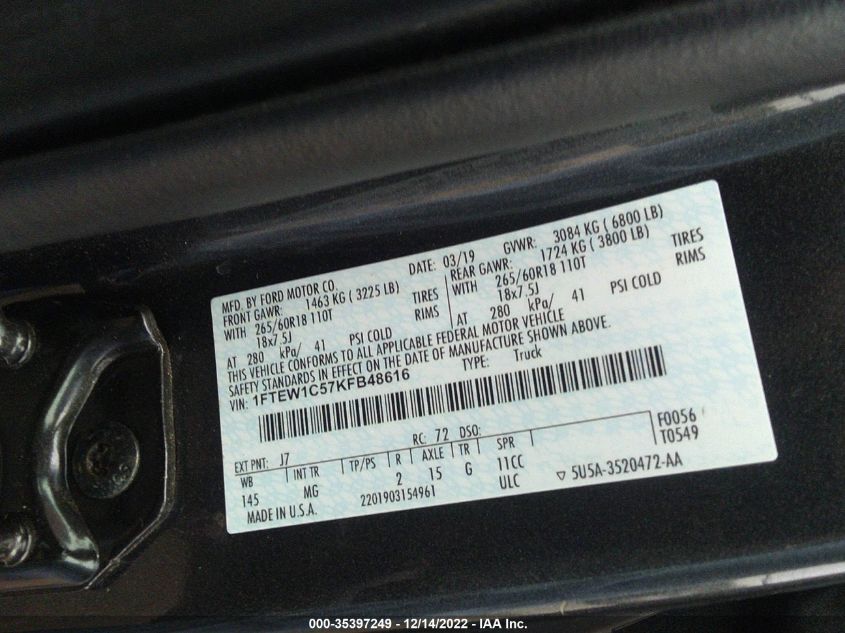 MFD. BY FORD MOTOR CO.
DATE: 03/19 GVWR: 3084 KG ( 6800 LB)
FRONT GAWR: 1463 KG ( 3225 LB) REAR GAWR: 1724 KG ( 3800 LB)
WITH 265/60R18 110T TIRES WITH 265/60R18 110T TIRES
18x7.5J RIMS 18x7.5J RIMS
AT 280 kPa/ 41 PSI COLD AT 280 kPa/ 41 PSI COLD
THIS VEHICLE CONFORMS TO ALL APPLICABLE FEDERAL MOTOR VEHICLE
SAFETY STANDARDS IN EFFECT ON THE DATE OF MANUFACTURE SHOWN ABOVE.
VIN: 1FTEW1C57KFB48616 TYPE: Truck
F0056
T0549
EXT PNT: J7 RC: 72 DSO:
WB INT TR TP/PS R AXLE TR SPR
145 MG 2 15 G 11CC
ULC ▽ 5U5A-3520472-AA
MADE IN U.S.A. 2201903154961
000-35397249 - 12/14/2022 - IAA Inc.